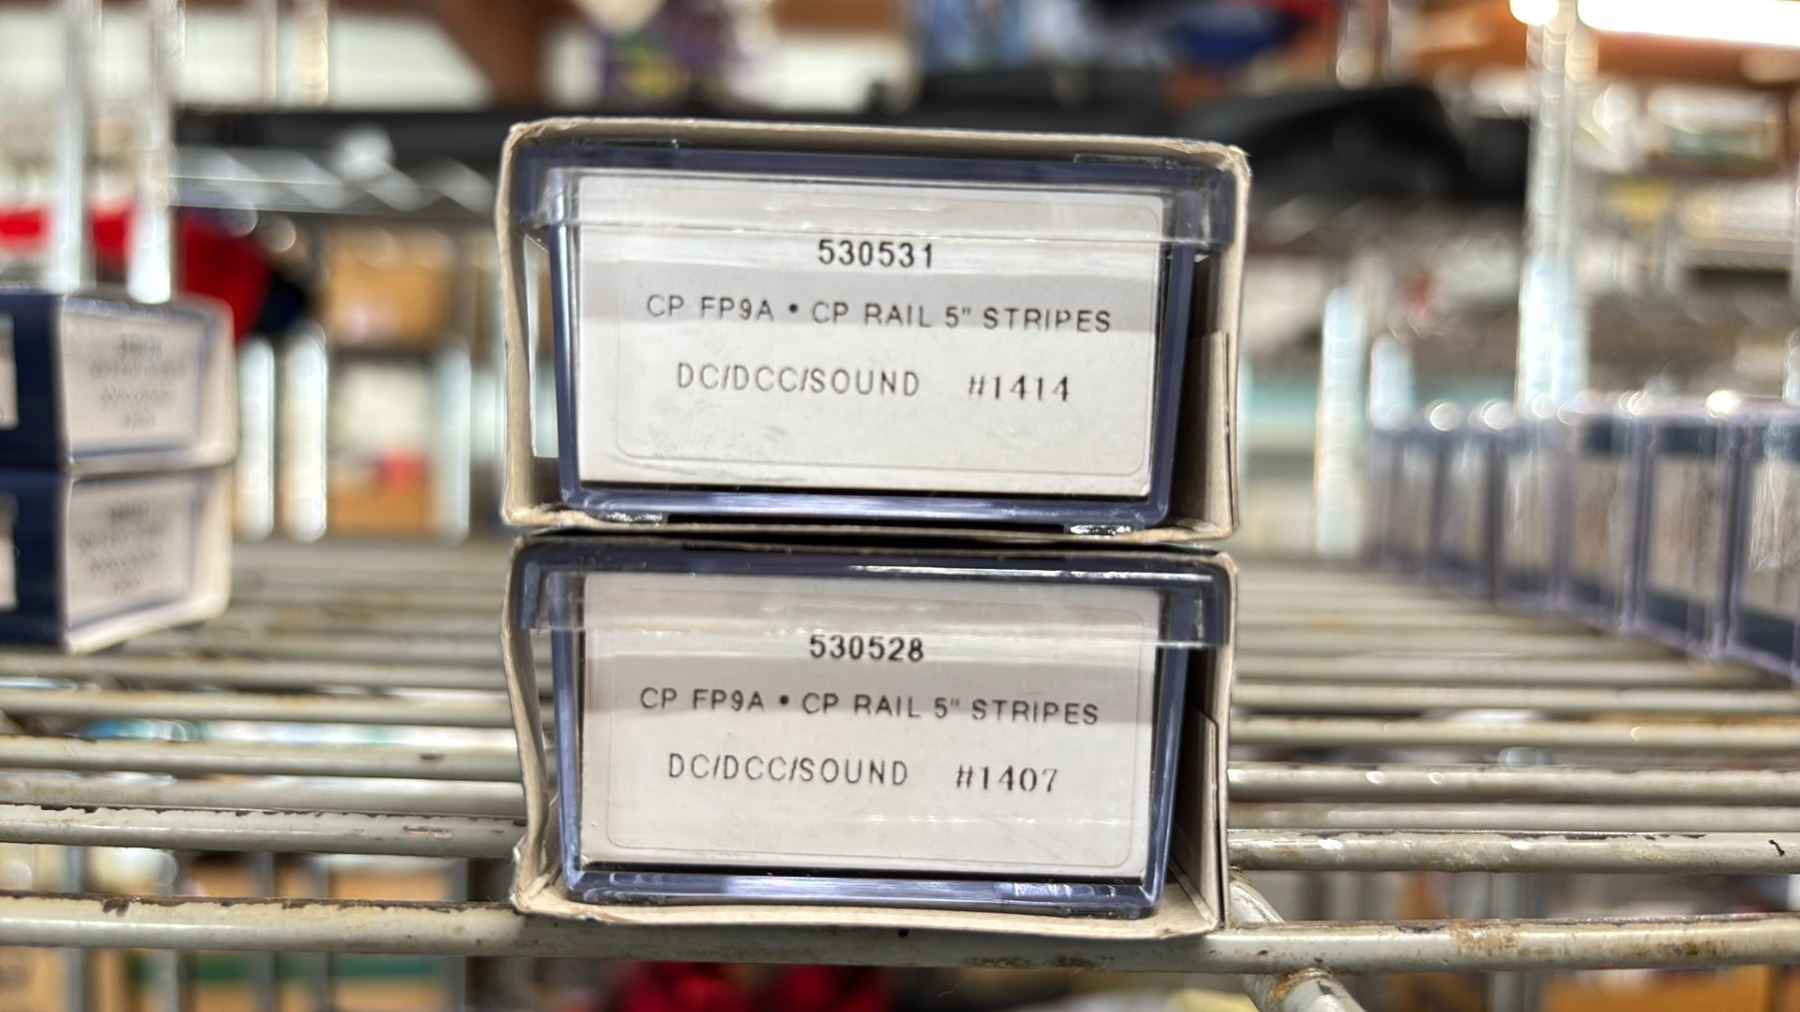 530531
CP FP9A • CP RAIL 5" STRIPES
DC/DCC/SOUND #1414
530528
CP FP9A • CP RAIL 5" STRIPES
DC/DCC/SOUND #1407